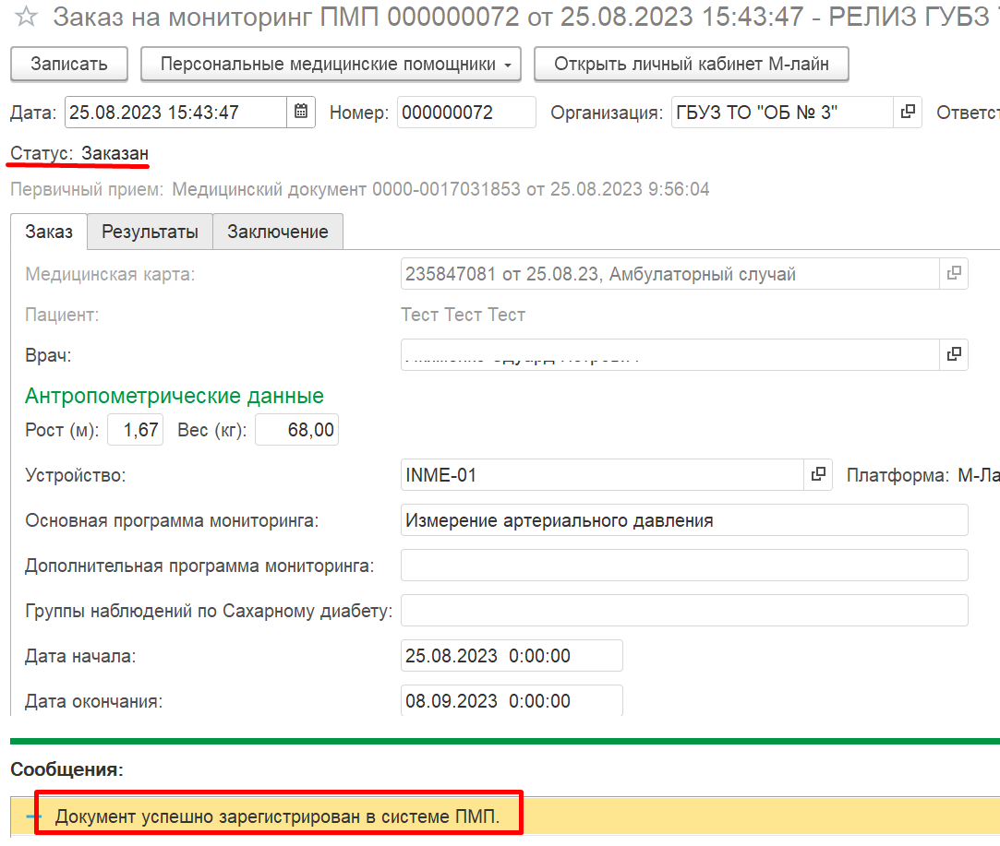 Заказ на мониторинг ПМП 000000072 от 25.08.2023 15:43:47 - РЕЛИЗ ГУБЗ
Записать Персональные медицинские помощники Открыть личный кабинет М-лайн
Дата: 25.08.2023 15:43:47 Номер: 000000072 Организация: ГБУЗ ТО "ОБ № 3" Ответст
Статус: Заказан
Первичный прием: Медицинский документ 0000-0017031853 от 25.08.2023 9:56:04
Заказ Результаты Заключение
Медицинская карта: 235847081 от 25.08.23, Амбулаторный случай
Пациент: Тест Тест Тест
Врач:
Антропометрические данные
Рост (м): 1,67 Вес (кг): 68,00
Устройство: INME-01 Платформа: М-Ла
Основная программа мониторинга: Измерение артериального давления
Дополнительная программа мониторинга:
Группы наблюдений по Сахарному диабету:
Дата начала: 25.08.2023 0:00:00
Дата окончания: 08.09.2023 0:00:00
Сообщения:
Документ успешно зарегистрирован в системе ПМП.